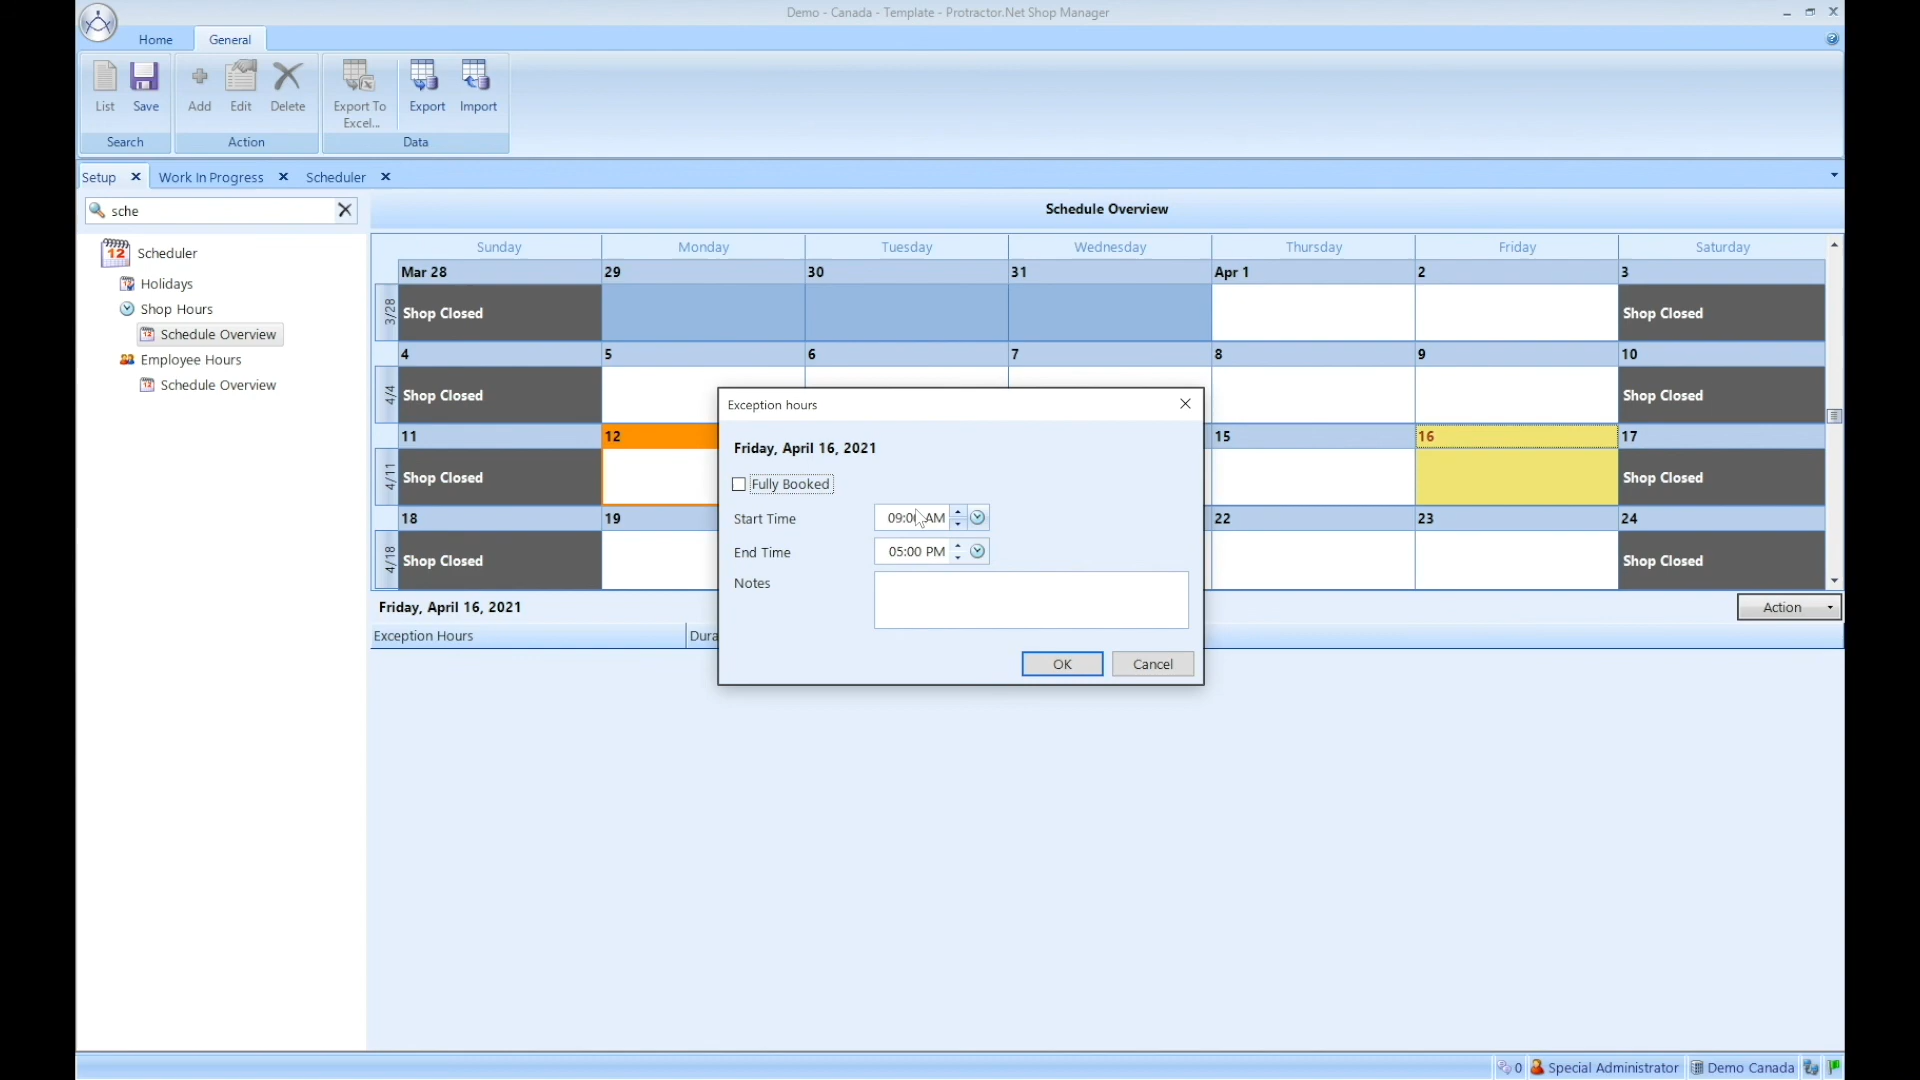 Demo - Canada - Template - Protractor.Net Shop Manager
Home General
List Save Add Edit Delete Export To Excel... Export Import
Search Action Data
Setup Work In Progress Scheduler
sche
Schedule Overview
Scheduler
Holidays
Shop Hours
Schedule Overview
Employee Hours
Schedule Overview
Sunday Monday Tuesday Wednesday Thursday Friday Saturday
Mar 28 29 30 31 Apr 1 2 3
3/28 Shop Closed Shop Closed
4 5 6 7 8 9 10
4/4 Shop Closed Shop Closed
11 12 15 16 17
4/11 Shop Closed Shop Closed
18 19 22 23 24
4/18 Shop Closed Shop Closed
Exception hours
Friday, April 16, 2021
Fully Booked
Start Time 09:00 AM
End Time 05:00 PM
Notes
OK Cancel
Friday, April 16, 2021 Action
Exception Hours Dura
0 Special Administrator Demo Canada